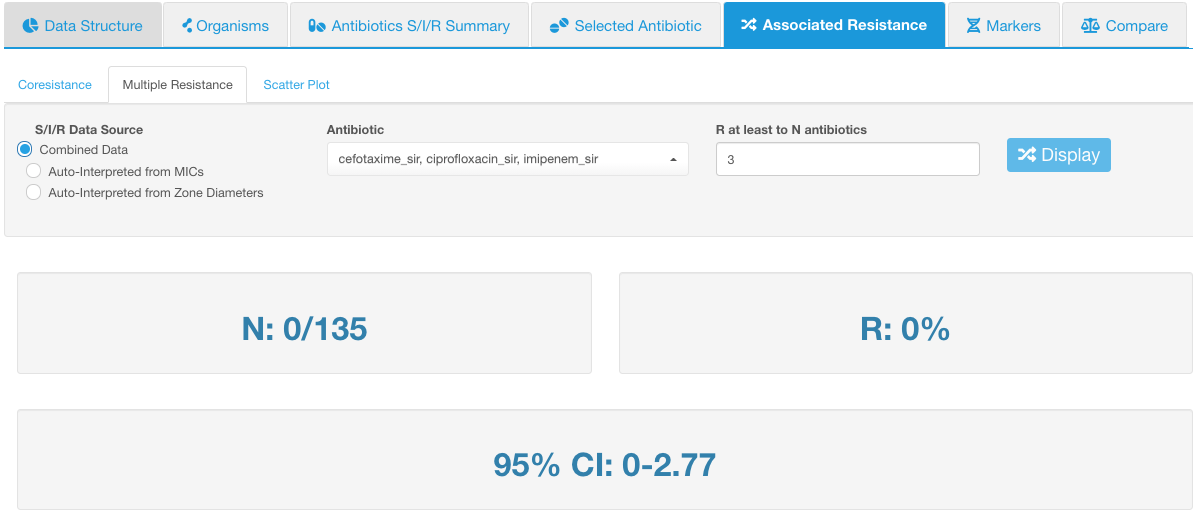 Data Structure Organisms Antibiotics S/I/R Summary Selected Antibiotic Associated Resistance Markers Compare
Coresistance Multiple Resistance Scatter Plot
S/I/R Data Source Antibiotic R at least to N antibiotics
Combined Data cefotaxime_sir, ciprofloxacin_sir, imipenem_sir 3 Display
Auto-Interpreted from MICs
Auto-Interpreted from Zone Diameters
N: 0/135 R: 0%
95% CI: 0-2.77